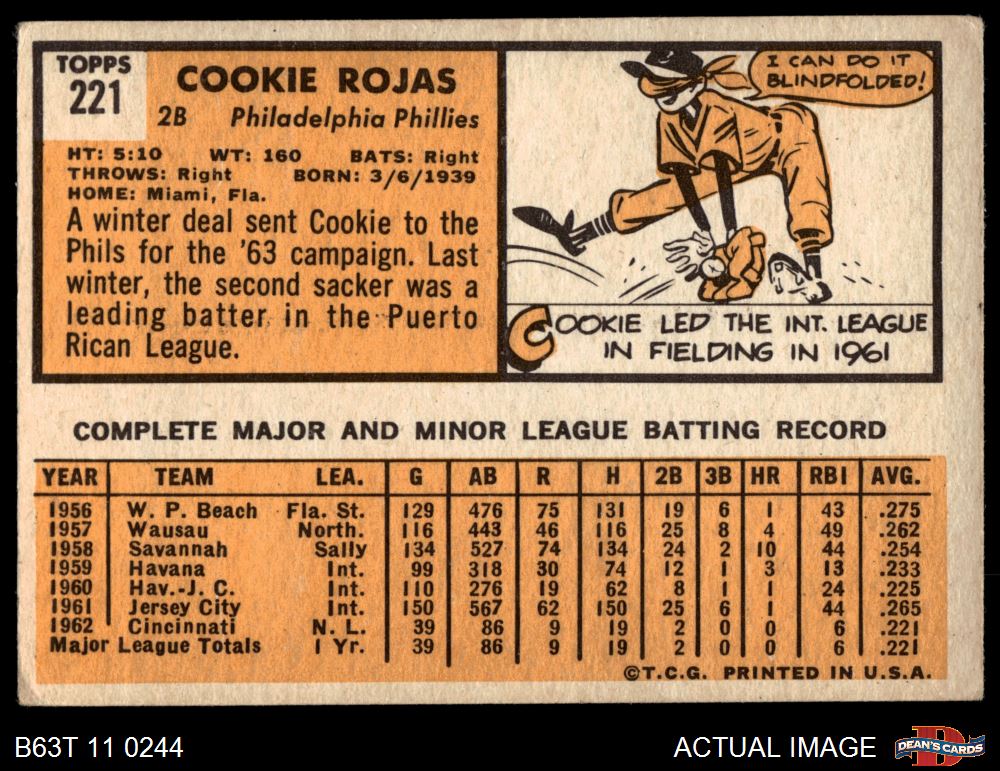 TOPPS
221
COOKIE ROJAS
2B Philadelphia Phillies
HT: 5:10 WT: 160 BATS: Right
THROWS: Right BORN: 3/6/1939
HOME: Miami, Fla.
A winter deal sent Cookie to the
Phils for the '63 campaign. Last
winter, the second sacker was a
leading batter in the Puerto
Rican League.
I CAN DO IT
BLINDFOLDED!
COOKIE LED THE INT. LEAGUE
IN FIELDING IN 1961
COMPLETE MAJOR AND MINOR LEAGUE BATTING RECORD
YEAR TEAM LEA. G AB R H 2B 3B HR RBI AVG.
1956 W. P. Beach Fla. St. 129 476 75 131 19 6 1 43 .275
1957 Wausau North. 116 443 46 116 25 8 4 49 .262
1958 Savannah Sally 134 527 74 134 24 2 10 44 .254
1959 Havana Int. 99 318 30 74 12 1 3 13 .233
1960 Hav.-J. C. Int. 110 276 19 62 8 1 1 24 .225
1961 Jersey City Int. 150 567 62 150 25 6 1 44 .265
1962 Cincinnati N. L. 39 86 9 19 2 0 0 6 .221
Major League Totals 1 Yr. 39 86 9 19 2 0 0 6 .221
©T.C.G. PRINTED IN U.S.A.
B63T 11 0244
ACTUAL IMAGE
D
DEAN'S CARDS